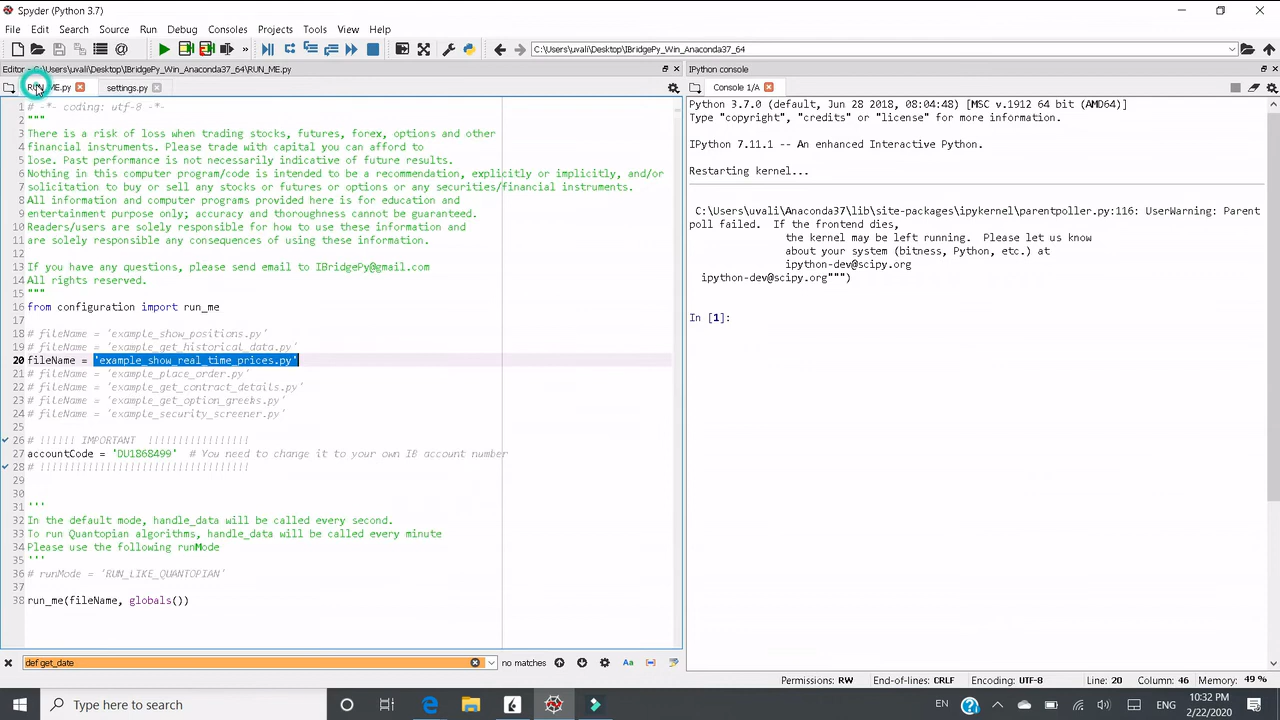 Spyder (Python 3.7)
File Edit Search Source Run Debug Consoles Projects Tools View Help
C:\Users\uvali\Desktop\IBridgePy_Win_Anaconda37_64
Editor - C:\Users\uvali\Desktop\IBridgePy_Win_Anaconda37_64\RUN_ME.py
RUN_ME.py settings.py
1 # -*- coding: utf-8 -*-
2 """
3 There is a risk of loss when trading stocks, futures, forex, options and other
4 financial instruments. Please trade with capital you can afford to
5 lose. Past performance is not necessarily indicative of future results.
6 Nothing in this computer program/code is intended to be a recommendation, explicitly or implicitly, and/or
7 solicitation to buy or sell any stocks or futures or options or any securities/financial instruments.
8 All information and computer programs provided here is for education and
9 entertainment purpose only; accuracy and thoroughness cannot be guaranteed.
10 Readers/users are solely responsible for how to use these information and
11 are solely responsible any consequences of using these information.
12
13 If you have any questions, please send email to IBridgePy@gmail.com
14 All rights reserved.
15 """
16 from configuration import run_me
17
18 # fileName = 'example_show_positions.py'
19 # fileName = 'example_get_historical_data.py'
20 fileName = 'example_show_real_time_prices.py'
21 # fileName = 'example_place_order.py'
22 # fileName = 'example_get_contract_details.py'
23 # fileName = 'example_get_option_greeks.py'
24 # fileName = 'example_security_screener.py'
25
26 # !!!!!! IMPORTANT !!!!!!!!!!!!!!!!!
27 accountCode = 'DU1868499' # You need to change it to your own IB account number
28 # !!!!!!!!!!!!!!!!!!!!!!!!!!!!!!!!!!!
29
30
31 '''
32 In the default mode, handle_data will be called every second.
33 To run Quantopian algorithms, handle_data will be called every minute
34 Please use the following runMode
35 '''
36 # runMode = 'RUN_LIKE_QUANTOPIAN'
37
38 run_me(fileName, globals())
def get_date no matches Aa
IPython console
Console 1/A
Python 3.7.0 (default, Jun 28 2018, 08:04:48) [MSC v.1912 64 bit (AMD64)]
Type "copyright", "credits" or "license" for more information.
IPython 7.11.1 -- An enhanced Interactive Python.
Restarting kernel...
C:\Users\uvali\Anaconda37\lib\site-packages\ipykernel\parentpoller.py:116: UserWarning: Parent
poll failed. If the frontend dies,
the kernel may be left running. Please let us know
about your system (bitness, Python, etc.) at
ipython-dev@scipy.org
ipython-dev@scipy.org""")
In [1]:
Permissions: RW End-of-lines: CRLF Encoding: UTF-8 Line: 20 Column: 46 Memory: 49 %
Type here to search
EN ENG
10:32 PM
2/22/2020